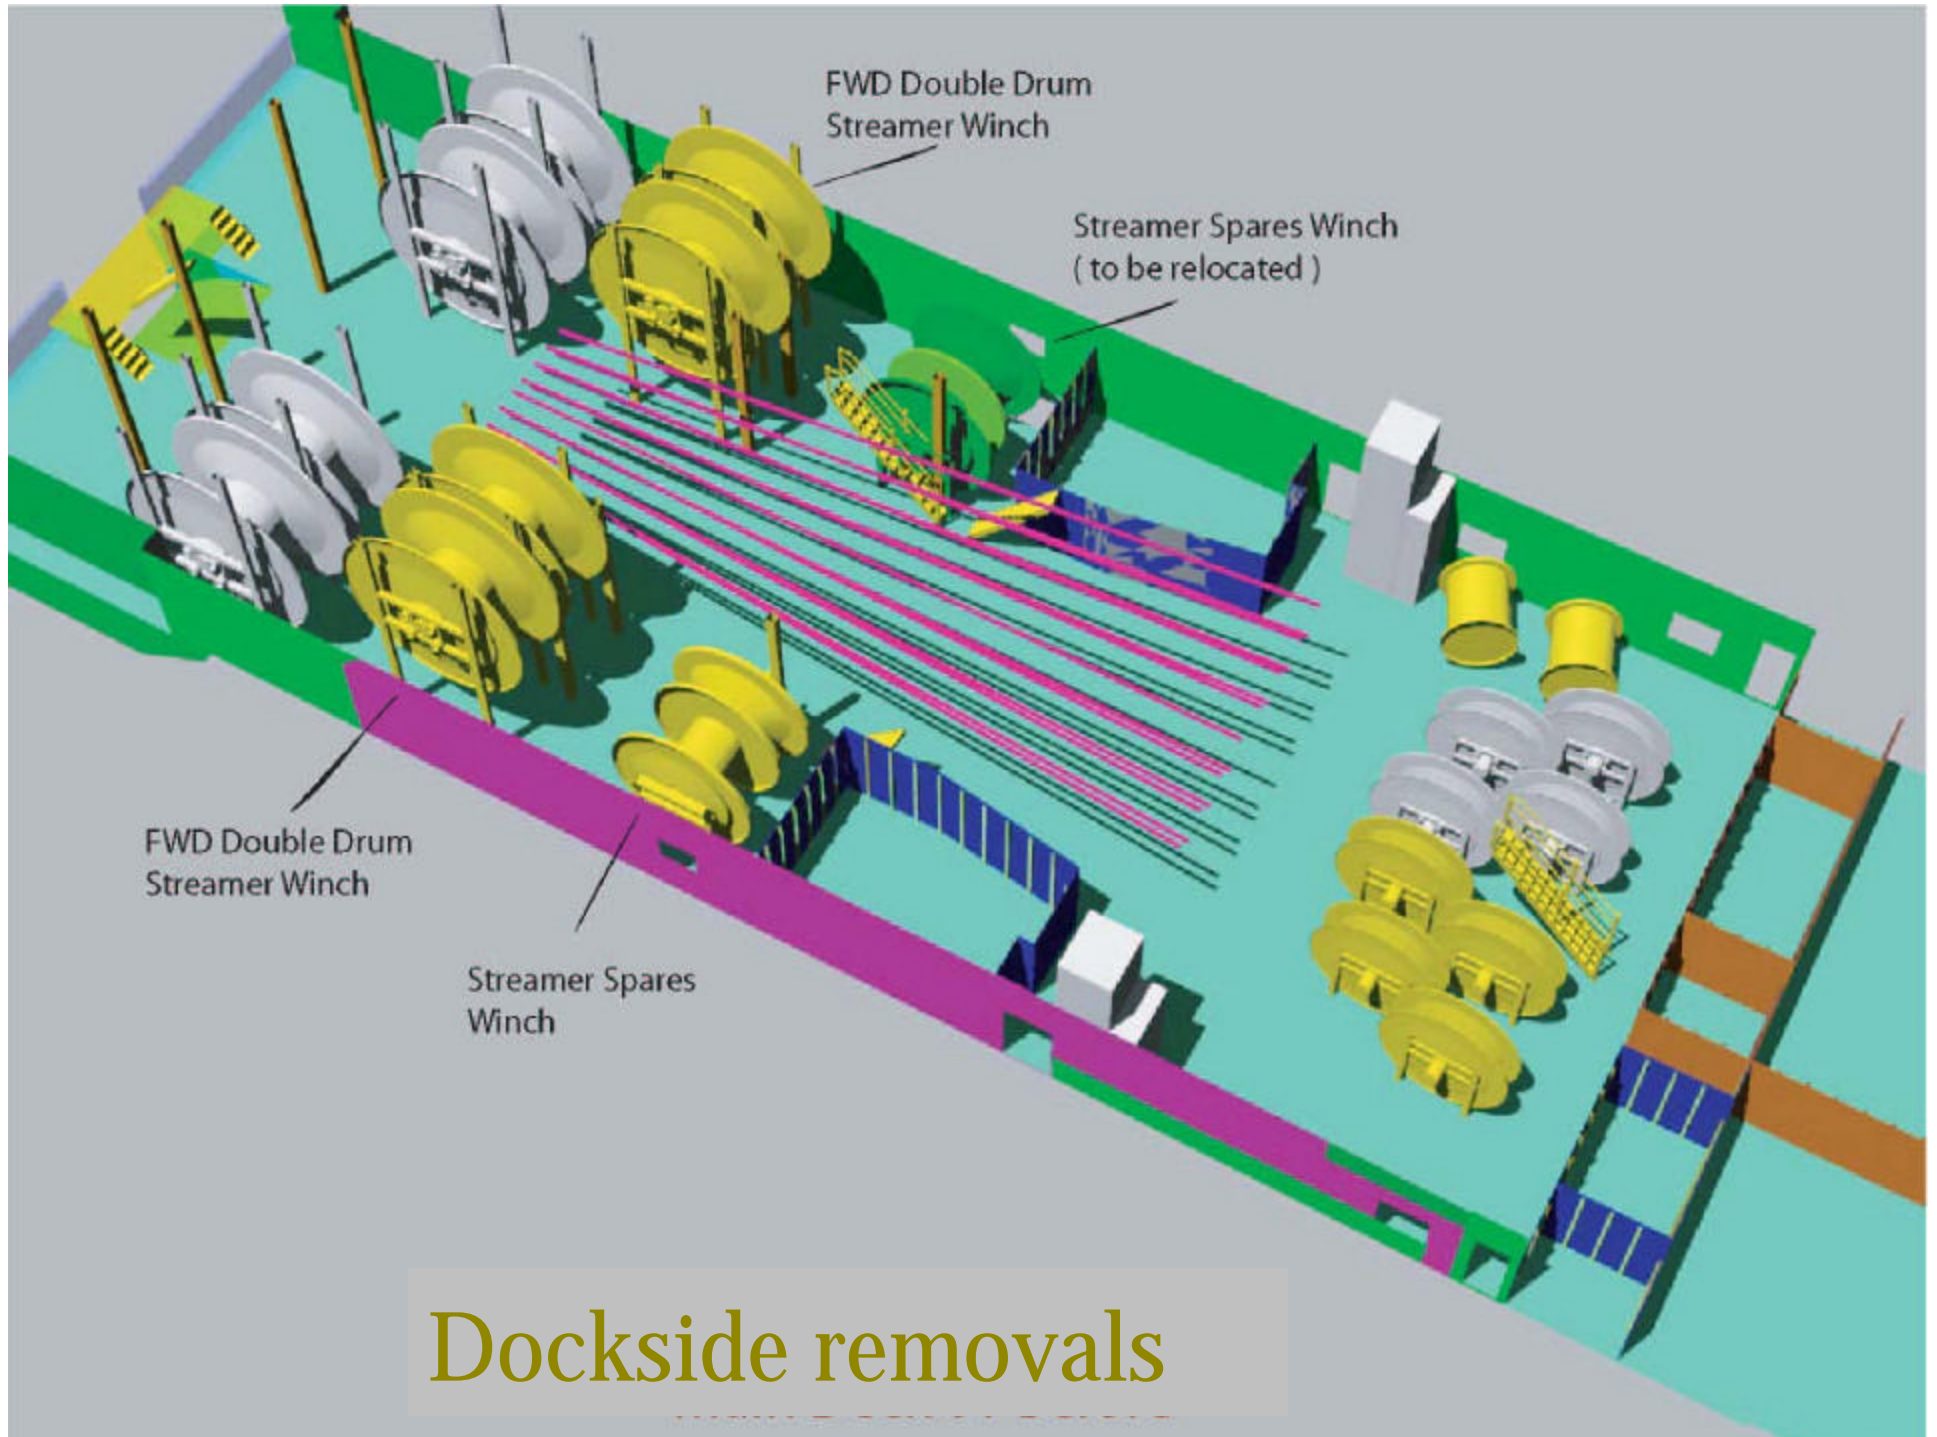 FWD Double Drum
Streamer Winch
Streamer Spares Winch
( to be relocated )
FWD Double Drum
Streamer Winch
Streamer Spares
Winch
Dockside removals